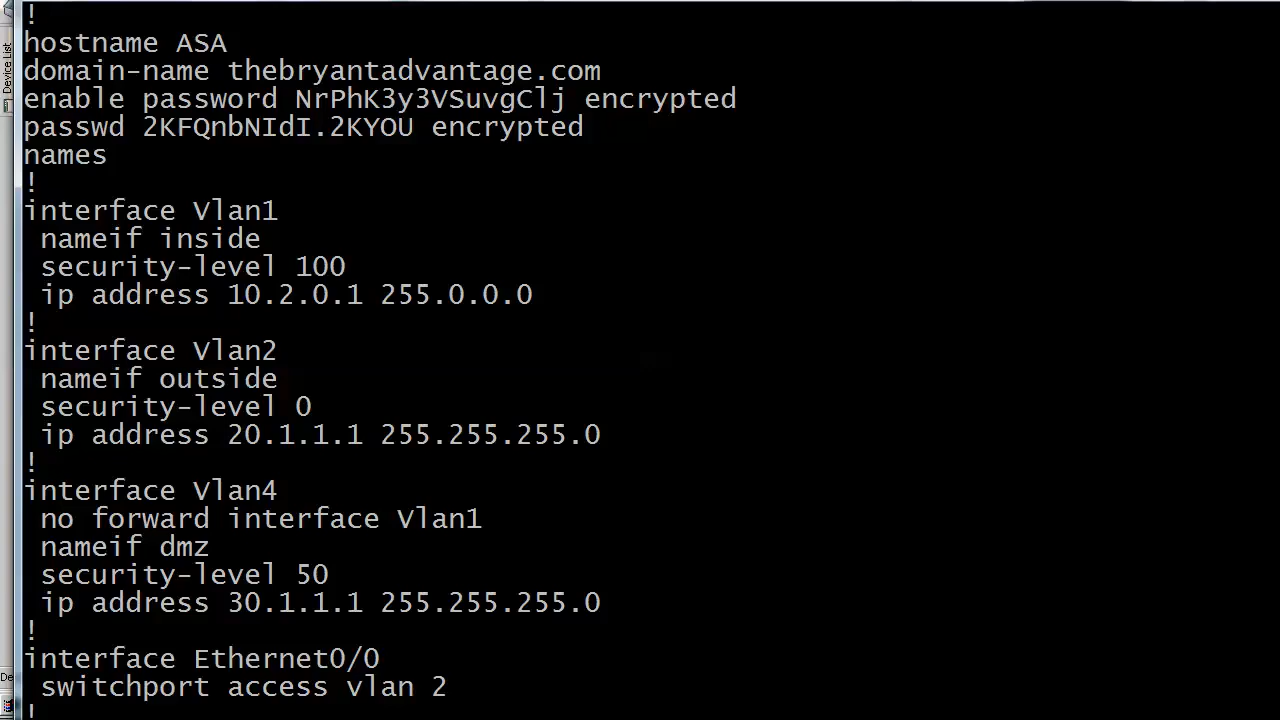 !
hostname ASA
domain-name thebryantadvantage.com
enable password NrPhK3y3VSuvgClj encrypted
passwd 2KFQnbNIdI.2KYOU encrypted
names
!
interface Vlan1
 nameif inside
 security-level 100
 ip address 10.2.0.1 255.0.0.0
!
interface Vlan2
 nameif outside
 security-level 0
 ip address 20.1.1.1 255.255.255.0
!
interface Vlan4
 no forward interface Vlan1
 nameif dmz
 security-level 50
 ip address 30.1.1.1 255.255.255.0
!
interface Ethernet0/0
 switchport access vlan 2
!
Device List
De